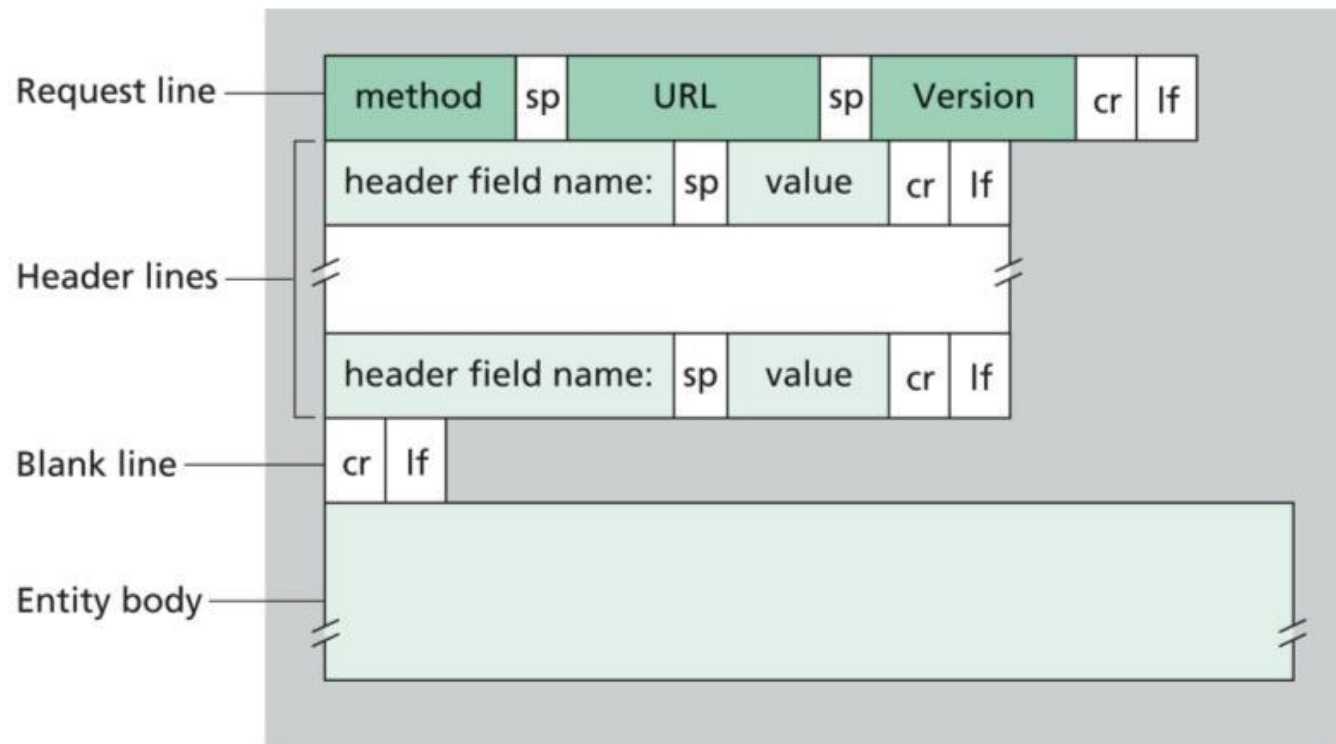 Request line method sp URL sp Version cr lf
header field name: sp value cr lf
Header lines
header field name: sp value cr lf
Blank line cr lf
Entity body